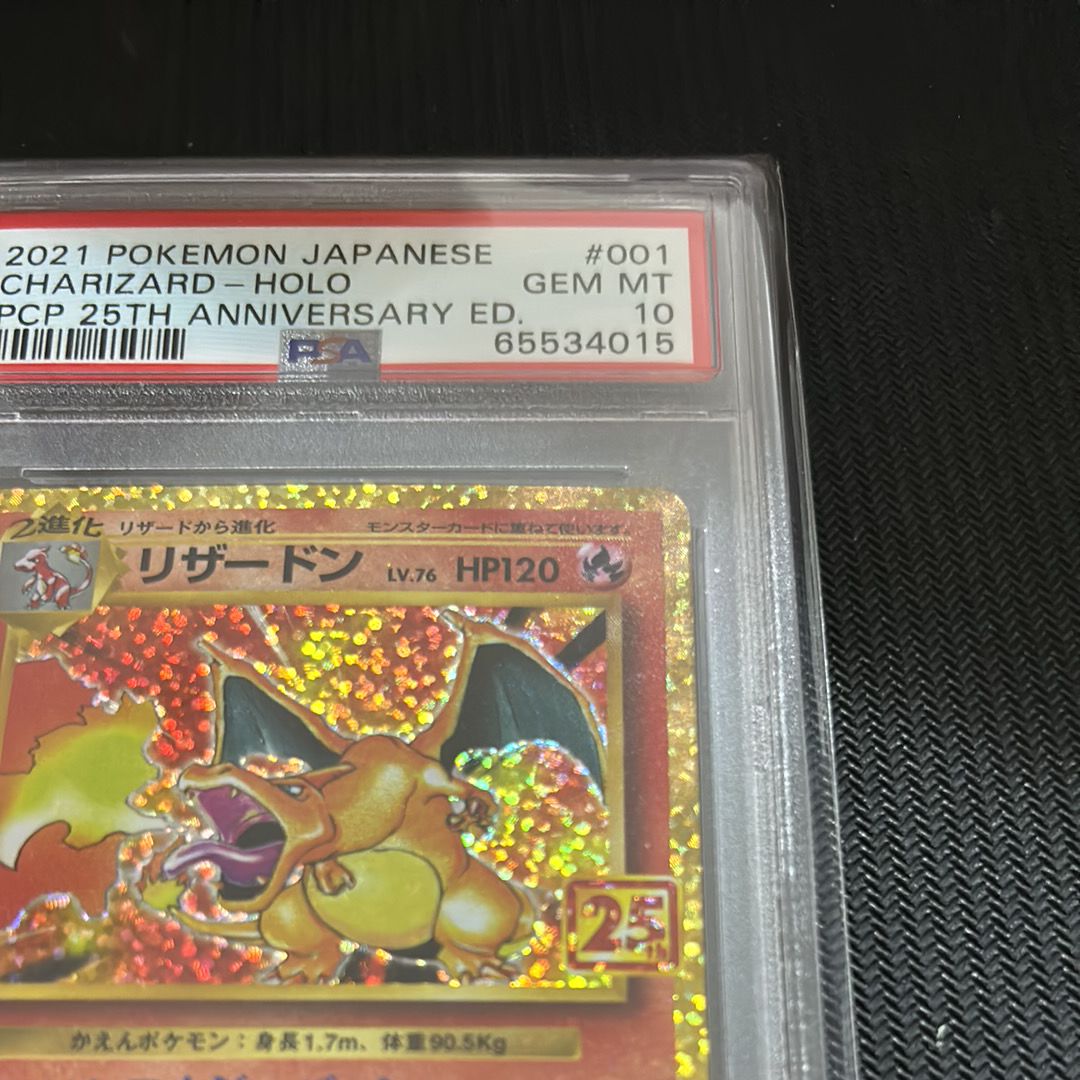 2021 POKEMON JAPANESE #001
CHARIZARD - HOLO GEM MT
PCP 25TH ANNIVERSARY ED. 10
PSA 65534015
2進化 リザードから進化 モンスターカードに重ねて使います
リザードン LV.76 HP120
25TH
かえんポケモン：身長1.7m、体重90.5Kg